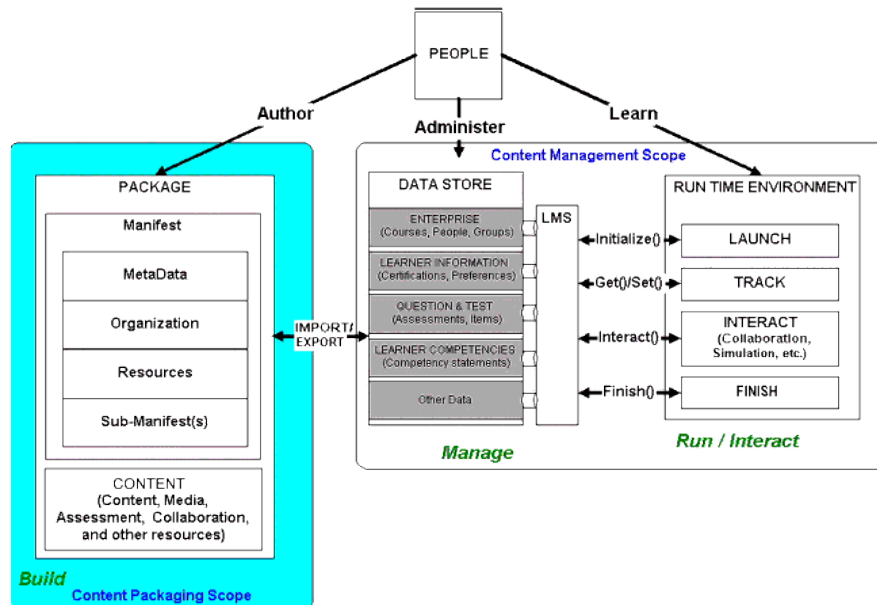 PEOPLE
Author
Administer
Learn
PACKAGE
Manifest
MetaData
Organization
Resources
Sub-Manifest(s)
CONTENT
(Content, Media,
Assessment, Collaboration,
and other resources)
Build
Content Packaging Scope
IMPORT/
EXPORT
Content Management Scope
DATA STORE
ENTERPRISE
(Courses, People, Groups)
LEARNER INFORMATION
(Certifications, Preferences)
QUESTION & TEST
(Assessments, Items)
LEARNER COMPETENCIES
(Competency statements)
Other Data
Manage
LMS
Initialize()
Get()/Set()
Interact()
Finish()
RUN TIME ENVIRONMENT
LAUNCH
TRACK
INTERACT
(Collaboration,
Simulation, etc.)
FINISH
Run / Interact